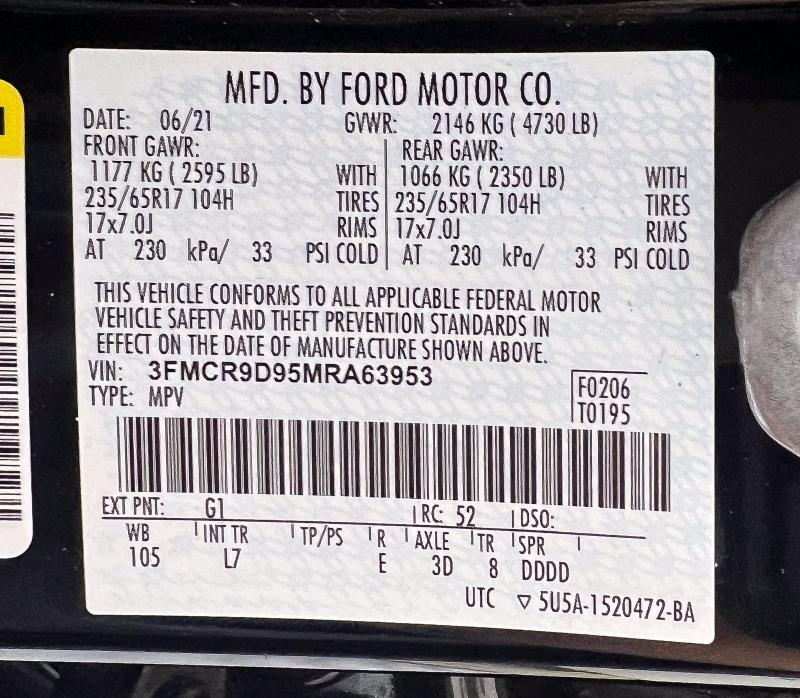 MFD. BY FORD MOTOR CO.
DATE: 06/21 GVWR: 2146 KG ( 4730 LB)
FRONT GAWR: REAR GAWR:
1177 KG ( 2595 LB) WITH 1066 KG ( 2350 LB) WITH
235/65R17 104H TIRES 235/65R17 104H TIRES
17x7.0J RIMS 17x7.0J RIMS
AT 230 kPa/ 33 PSI COLD AT 230 kPa/ 33 PSI COLD
THIS VEHICLE CONFORMS TO ALL APPLICABLE FEDERAL MOTOR
VEHICLE SAFETY AND THEFT PREVENTION STANDARDS IN
EFFECT ON THE DATE OF MANUFACTURE SHOWN ABOVE.
VIN: 3FMCR9D95MRA63953
TYPE: MPV
F0206
T0195
EXT PNT: G1 RC: 52 DSO:
WB INT TR TP/PS R AXLE TR SPR
105 L7 E 3D 8 DDDD
UTC ▽ 5U5A-1520472-BA